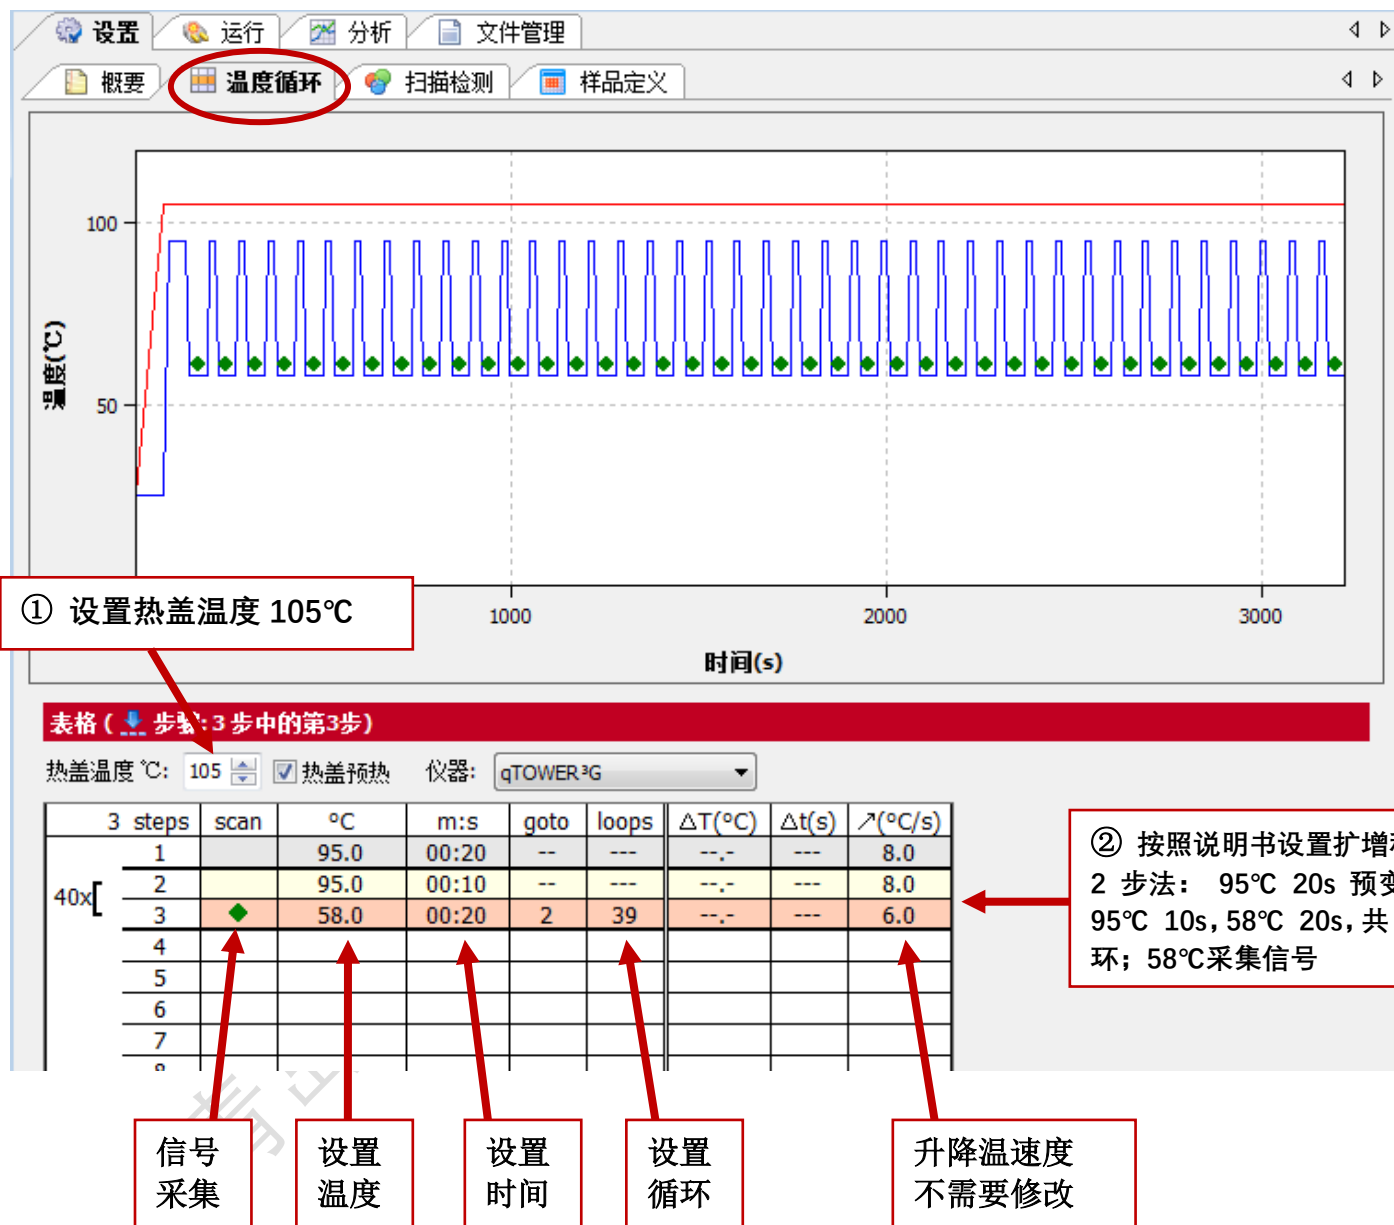 设置 运行 分析 文件管理
概要 温度循环 扫描检测 样品定义
100
50
温度(℃)
1000 2000 3000
时间(s)
① 设置热盖温度 105℃
表格 ( 步骤: 3 步中的第3步)
热盖温度 ℃: 105 热盖预热 仪器: qTOWER³G
3 steps scan °C m:s goto loops △T(°C) △t(s) ↗(°C/s)
1 95.0 00:20 -- --- --.- --- 8.0
2 95.0 00:10 -- --- --.- --- 8.0
40x[
3 58.0 00:20 2 39 --.- --- 6.0
4
5
6
7
8
② 按照说明书设置扩增
2 步法： 95℃ 20s 预变
95℃ 10s, 58℃ 20s, 共
环；58℃采集信号
信号
采集
设置
温度
设置
时间
设置
循环
升降温速度
不需要修改